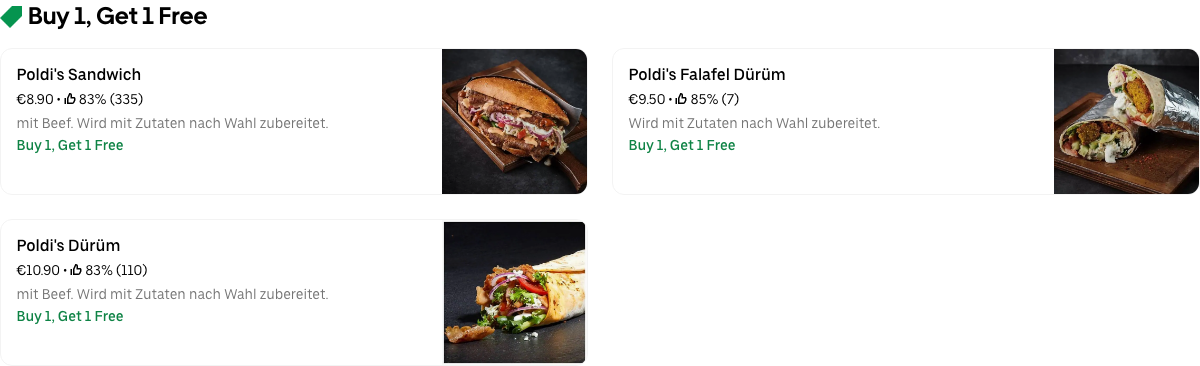 Buy 1, Get 1 Free
Poldi's Sandwich
€8.90 • 83% (335)
mit Beef. Wird mit Zutaten nach Wahl zubereitet.
Buy 1, Get 1 Free
Poldi's Falafel Dürüm
€9.50 • 85% (7)
Wird mit Zutaten nach Wahl zubereitet.
Buy 1, Get 1 Free
Poldi's Dürüm
€10.90 • 83% (110)
mit Beef. Wird mit Zutaten nach Wahl zubereitet.
Buy 1, Get 1 Free